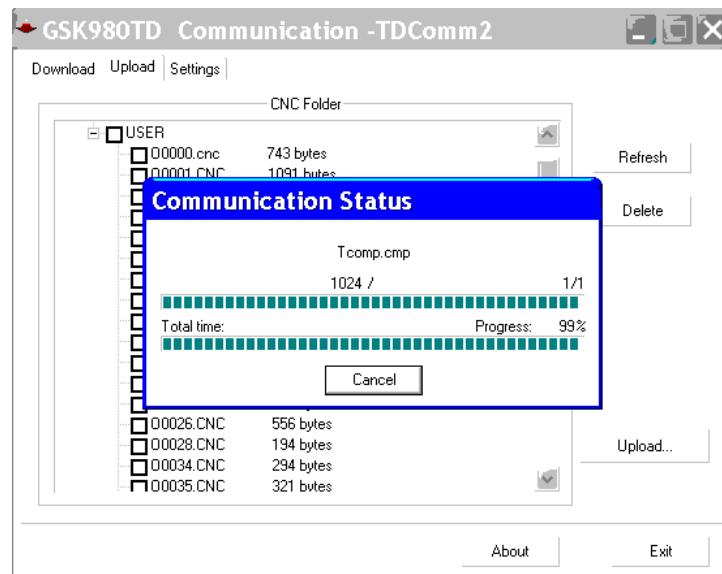 GSK980TD Communication -TDComm2
Download Upload Settings
CNC Folder
USER
O0000.cnc 743 bytes
O0001.CNC 1091 bytes
Refresh
Delete
Communication Status
Tcomp.cmp
1024 / 1/1
Total time: Progress: 99%
Cancel
O0026.CNC 556 bytes
O0028.CNC 194 bytes
O0034.CNC 294 bytes
O0035.CNC 321 bytes
Upload...
About Exit